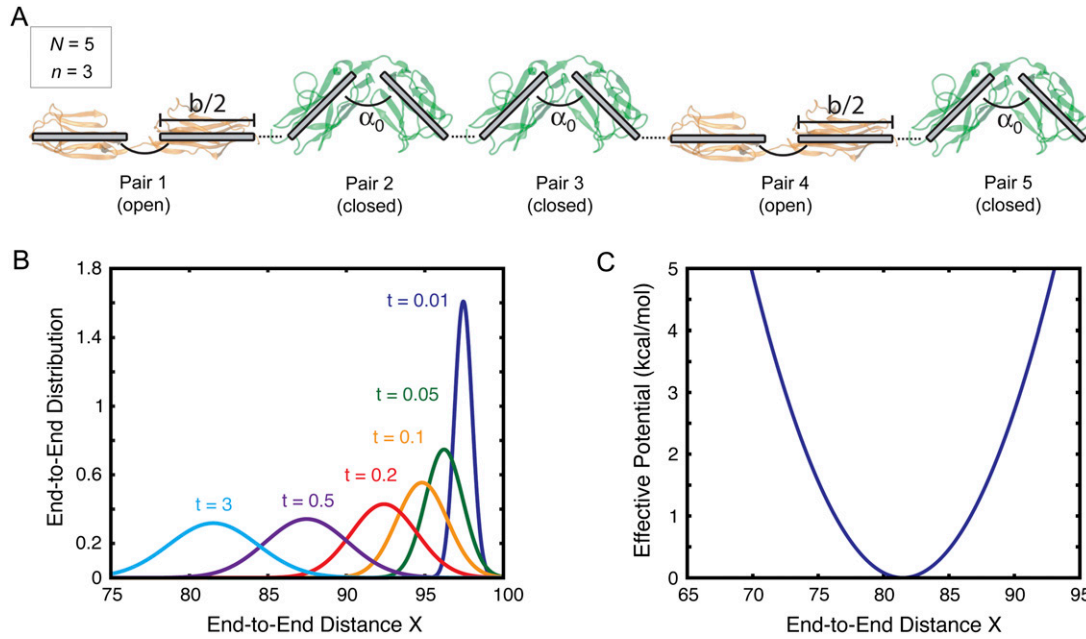 A
N = 5
n = 3
b/2
α0
α0
b/2
α0
Pair 1
(open)
Pair 2
(closed)
Pair 3
(closed)
Pair 4
(open)
Pair 5
(closed)
B
End-to-End Distribution
1.8
1.4
1
0.6
0.2
0
t = 0.01
t = 0.05
t = 0.1
t = 0.2
t = 0.5
t = 3
75
80
85
90
95
100
End-to-End Distance X
C
Effective Potential (kcal/mol)
5
4
3
2
1
0
65
70
75
80
85
90
95
End-to-End Distance X